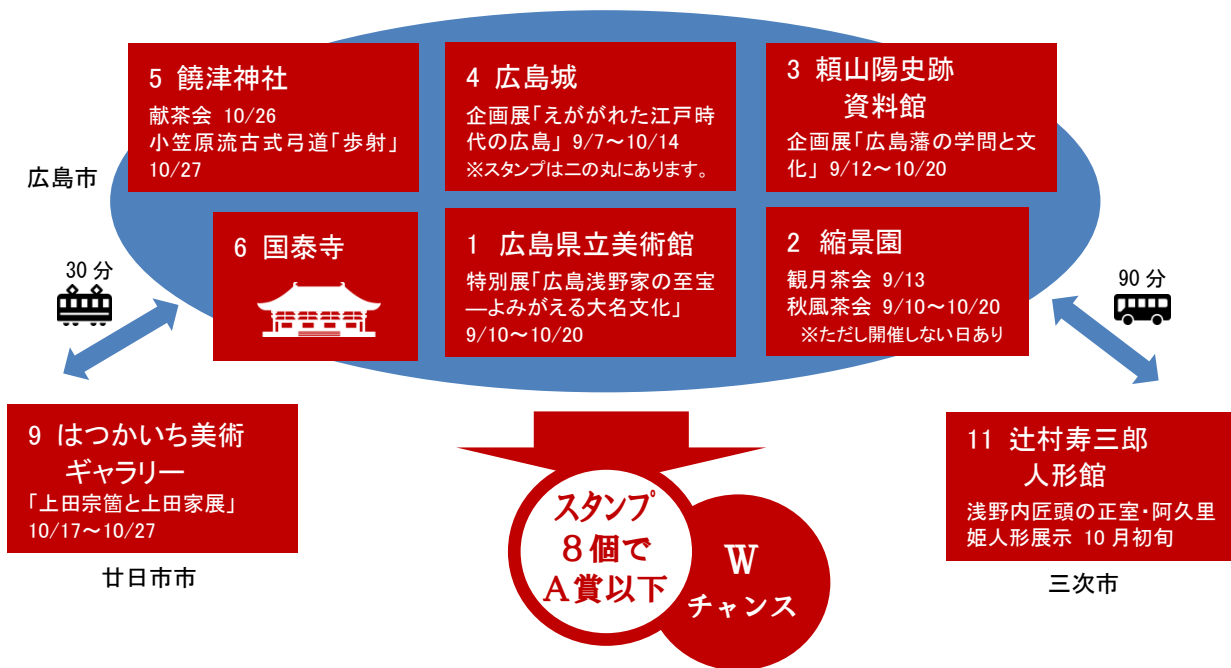 5 饒津神社
献茶会 10/26
小笠原流古式弓道「歩射」
10/27
4 広島城
企画展「えががれた江戸時
代の広島」 9/7～10/14
※スタンプは二の丸にあります。
3 頼山陽史跡
資料館
企画展「広島藩の学問と文
化」 9/12～10/20
広島市
6 国泰寺
1 広島県立美術館
特別展「広島浅野家の至宝
―よみがえる大名文化」
9/10～10/20
2 縮景園
観月茶会 9/13
秋風茶会 9/10～10/20
※ただし開催しない日あり
30 分
90 分
9 はつかいち美術
ギャラリー
「上田宗箇と上田家展」
10/17～10/27
廿日市市
スタンプ
８個で
Ａ賞以下
W
チャンス
11 辻村寿三郎
人形館
浅野内匠頭の正室・阿久里
姫人形展示 10 月初旬
三次市